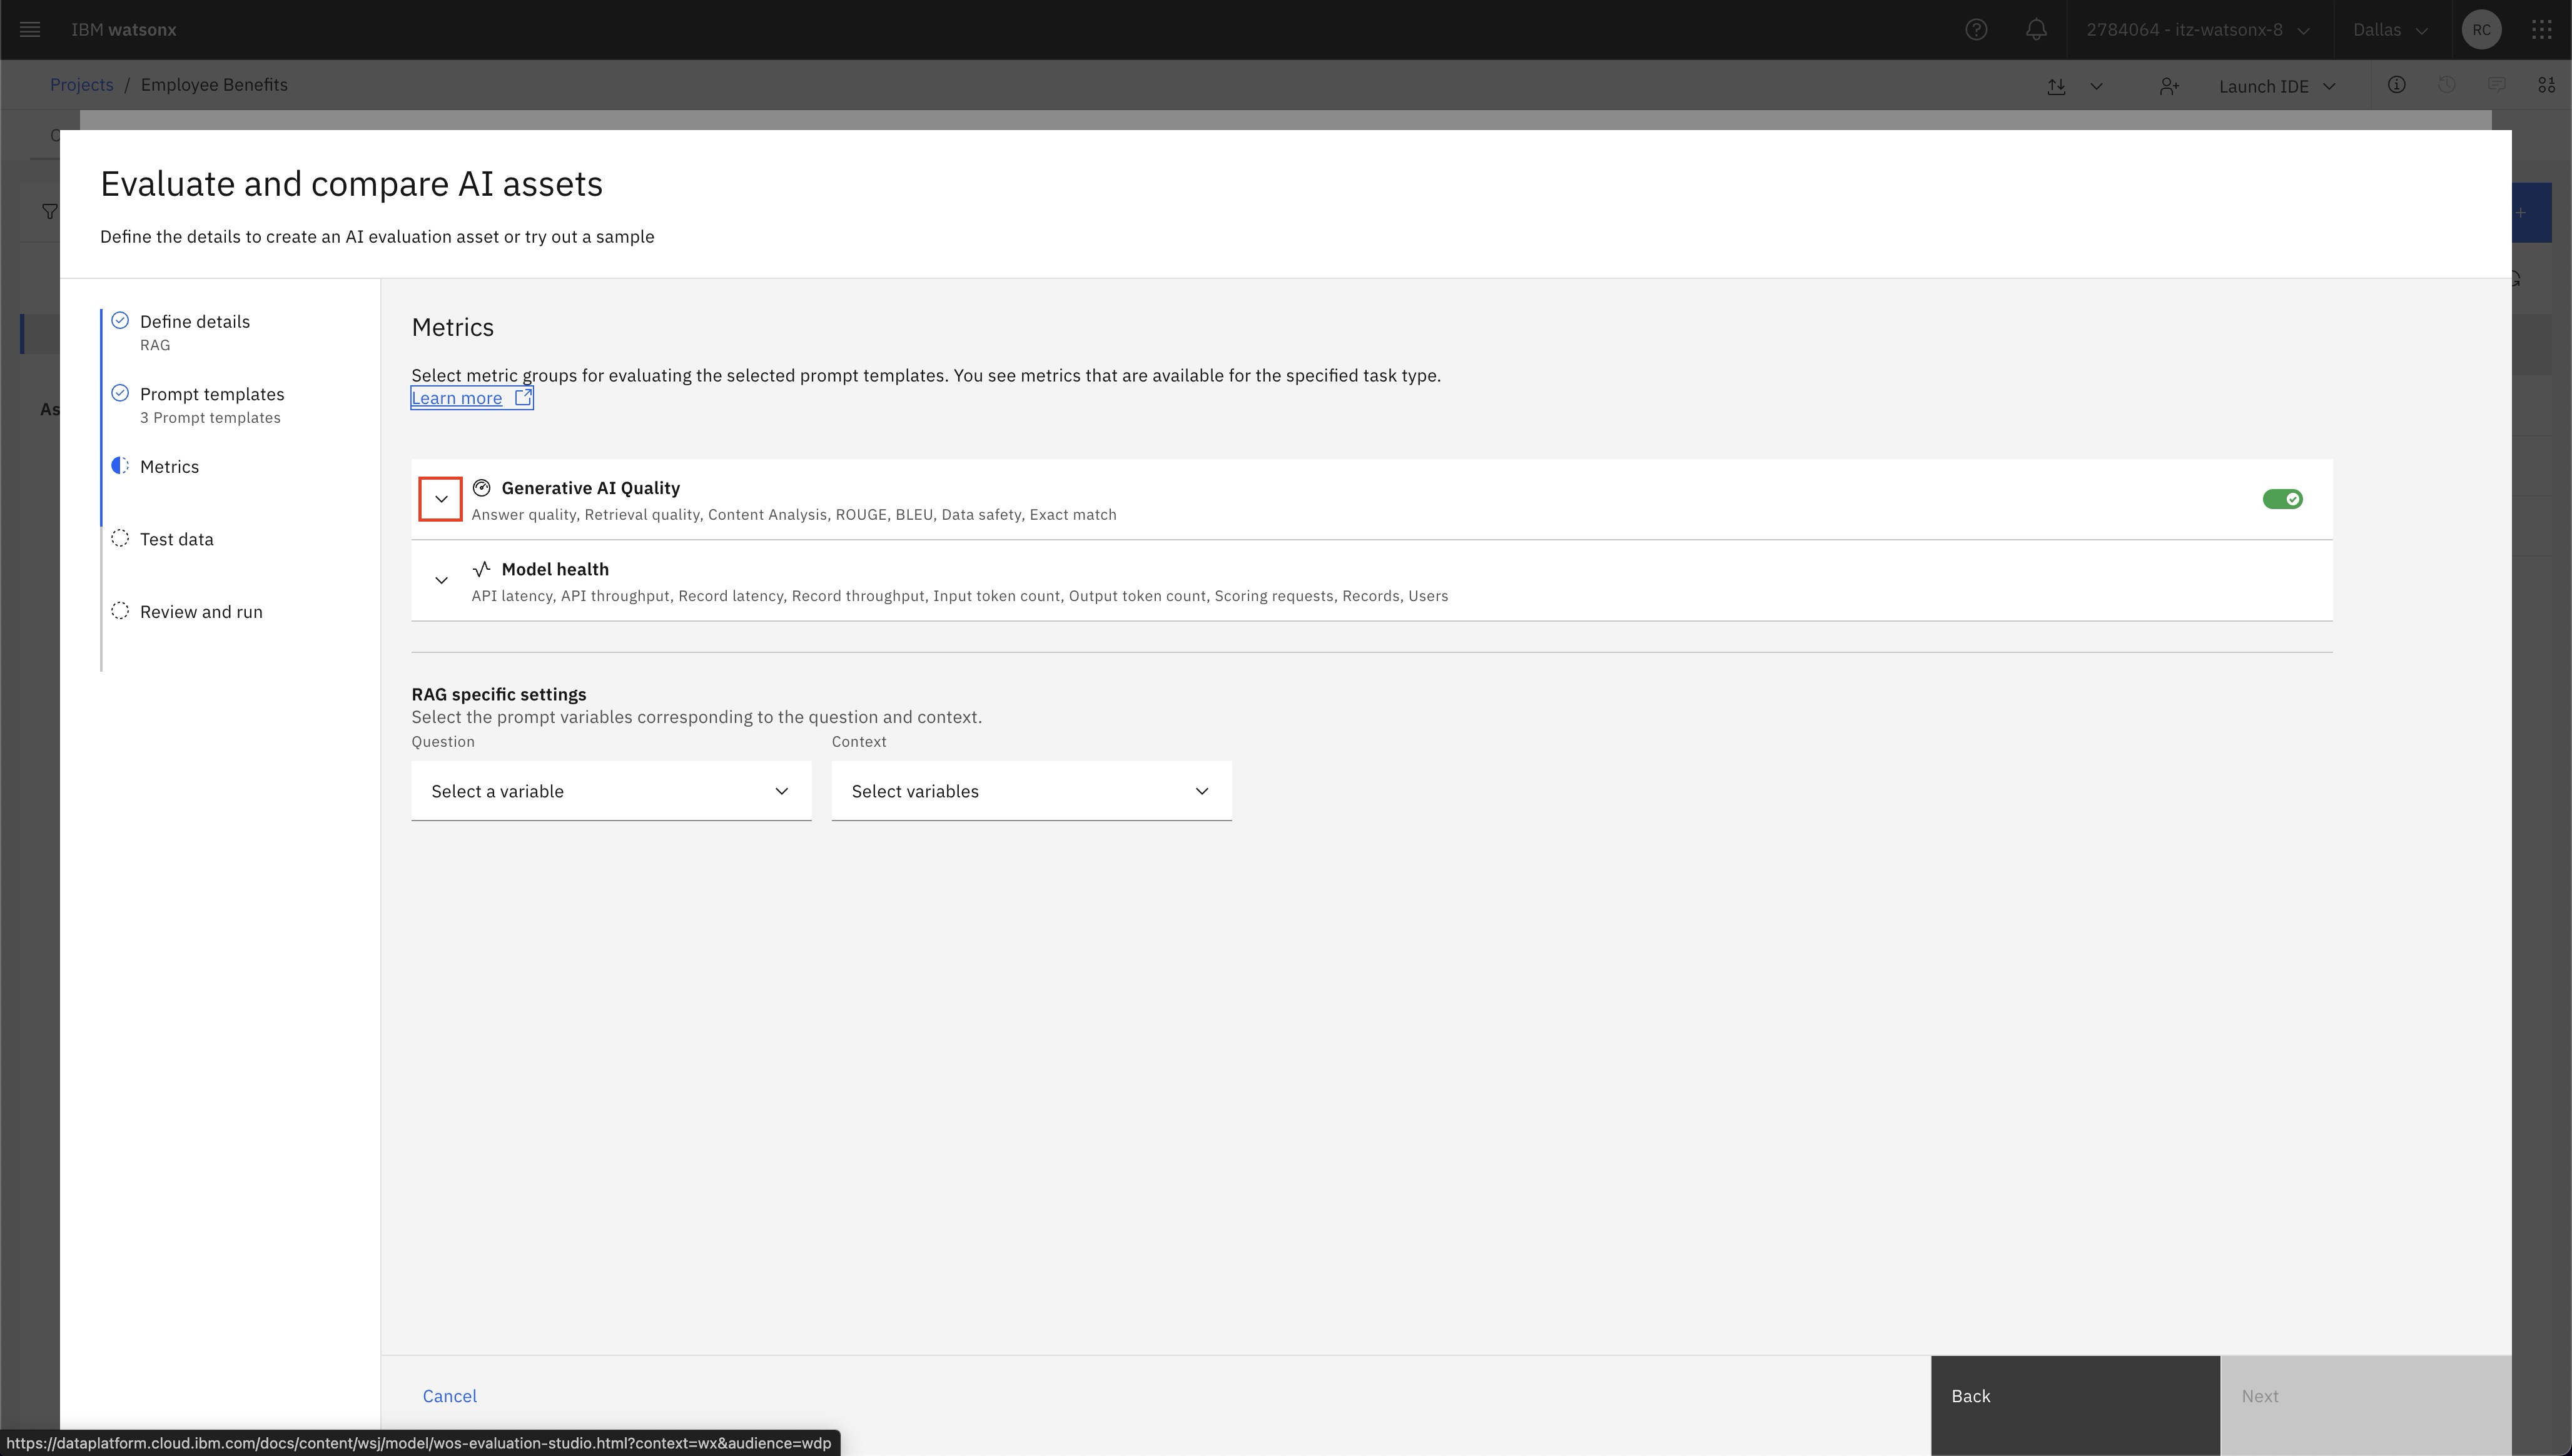 IBM watsonx
2784064 - itz-watsonx-8
Dallas
RC
Projects / Employee Benefits
Launch IDE
Evaluate and compare AI assets
Define the details to create an AI evaluation asset or try out a sample
As
Define details
RAG
Prompt templates
3 Prompt templates
Metrics
Test data
Review and run
Metrics
Select metric groups for evaluating the selected prompt templates. You see metrics that are available for the specified task type.
Learn more
Generative AI Quality
Answer quality, Retrieval quality, Content Analysis, ROUGE, BLEU, Data safety, Exact match
Model health
API latency, API throughput, Record latency, Record throughput, Input token count, Output token count, Scoring requests, Records, Users
RAG specific settings
Select the prompt variables corresponding to the question and context.
Question
Context
Select a variable
Select variables
Cancel
Back
Next
https://dataplatform.cloud.ibm.com/docs/content/wsj/model/wos-evaluation-studio.html?context=wx&audience=wdp